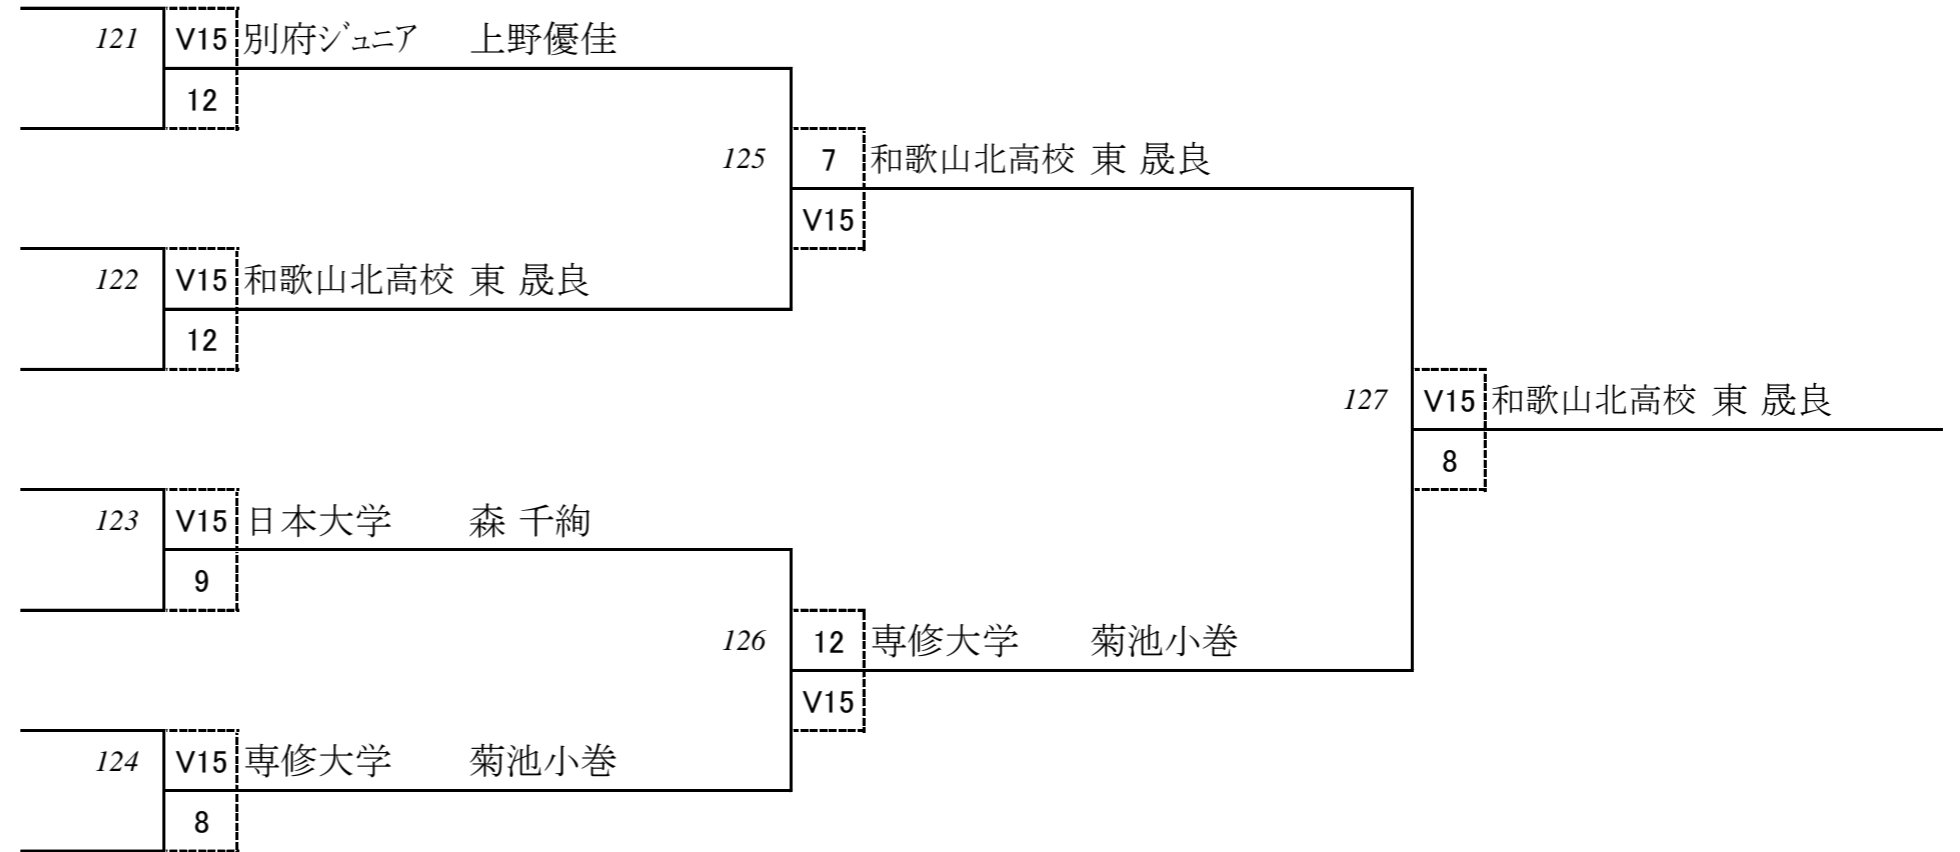 121 V15 別府ジュニア 上野優佳
12
125 7 和歌山北高校 東 晟良
V15
122 V15 和歌山北高校 東 晟良
12
127 V15 和歌山北高校 東 晟良
8
123 V15 日本大学 森 千絢
9
126 12 専修大学 菊池小巻
V15
124 V15 専修大学 菊池小巻
8